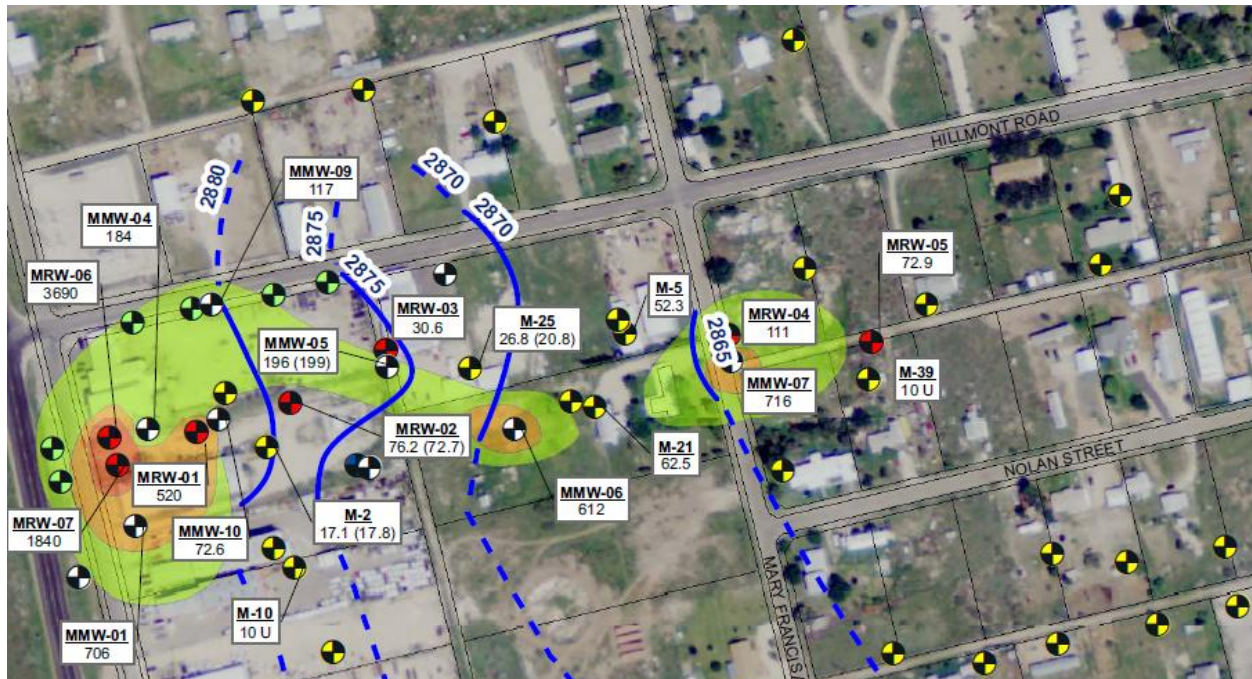 HILLMONT ROAD
2880
MMW-09
117
2870
MMW-04
184
2870
2875
MRW-06
3690
2875
MRW-05
72.9
M-5
52.3
MRW-03
30.6
M-25
26.8 (20.8)
MRW-04
111
2865
MMW-05
196 (199)
MMW-07
716
M-39
10 U
MRW-02
76.2 (72.7)
M-21
62.5
NOLAN STREET
MRW-01
520
MMW-06
612
MRW-07
1840
MMW-10
72.6
M-2
17.1 (17.8)
M-10
10 U
MMW-01
706
MARY FRANCIS